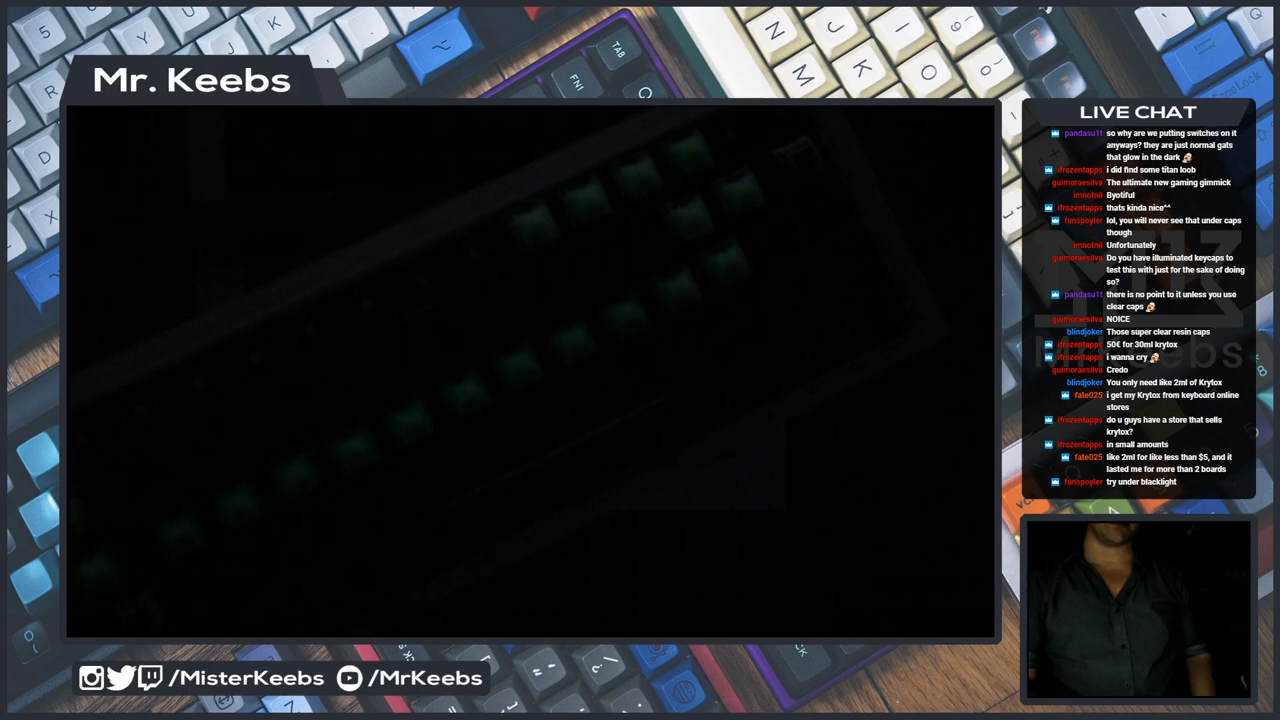 Mr. Keebs
LIVE CHAT
pandasu1t so why are we putting switches on it
anyways? they are just normal gats
that glow in the dark
ifrozentapps i did find some titan loob
guimoraesilva The ultimate new gaming gimmick
imnotnil Byotiful
ifrozentapps thats kinda nice^^
funspoyler lol, you will never see that under caps
though
imnotnil Unfortunately
guimoraesilva Do you have illuminated keycaps to
test this with just for the sake of doing
so?
pandasu1t there is no point to it unless you use
clear caps
guimoraesilva NOICE
blindjoker Those super clear resin caps
ifrozentapps 50€ for 30ml krytox
ifrozentapps i wanna cry
guimoraesilva Credo
blindjoker You only need like 2ml of Krytox
fate025 i get my Krytox from keyboard online
stores
ifrozentapps do u guys have a store that sells
krytox?
ifrozentapps in small amounts
fate025 like 2ml for like less than $5, and it
lasted me for more than 2 boards
funspoyler try under blacklight
MrKeebs
/MisterKeebs /MrKeebs
TAB
FNJ